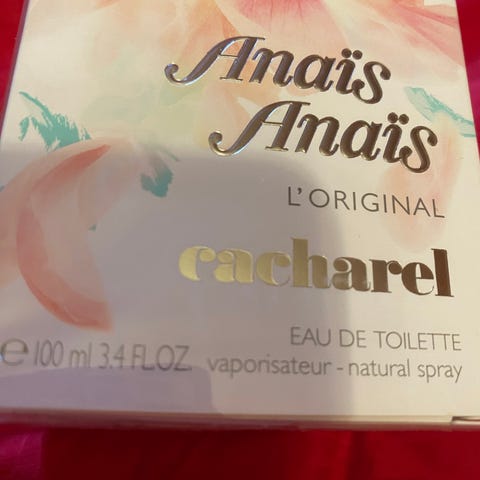 Anaïs
Anaïs
L'ORIGINAL
cacharel
EAU DE TOILETTE
e 100 ml 3.4 FL.OZ. vaporisateur - natural spray